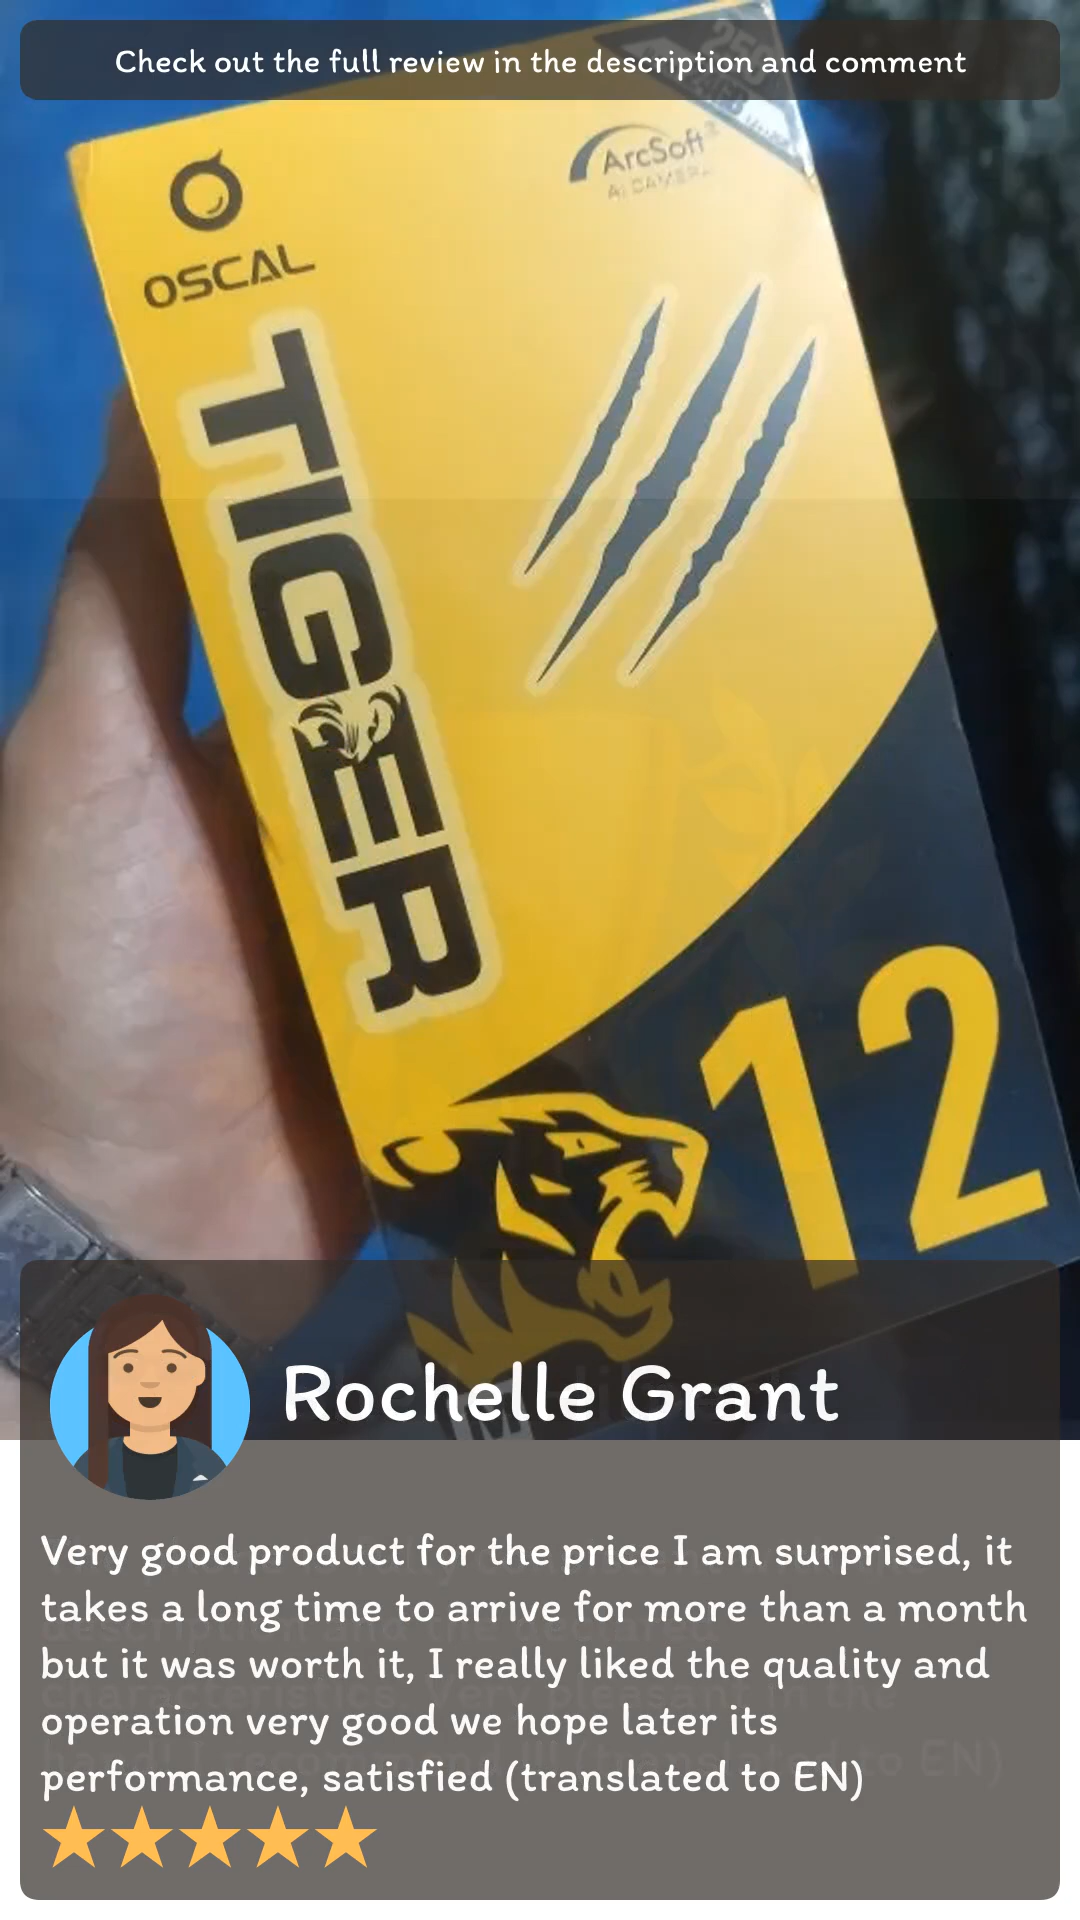 Check out the full review in the description and comment
ArcSoft
AI CAMERA
OSCAL
TIGER
12
Rochelle Grant
Very good product for the price I am surprised, it
takes a long time to arrive for more than a month
but it was worth it, I really liked the quality and
operation very good we hope later its
performance, satisfied (translated to EN)